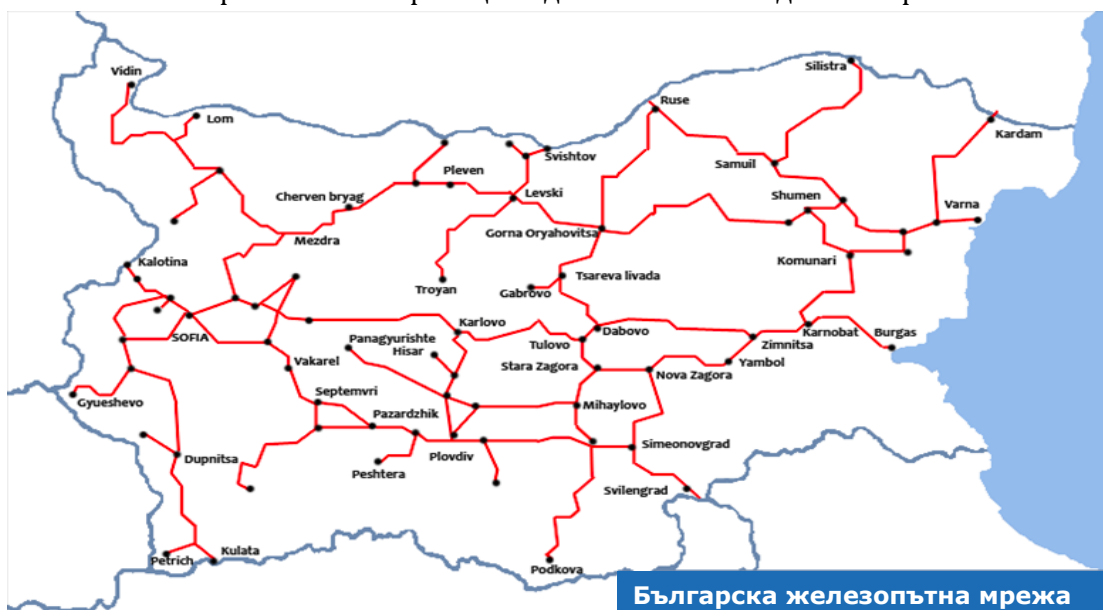 Vidin
Lom
Silistra
Ruse
Kardam
Svishtov
Pleven
Samuil
Cherven bryag
Levski
Shumen
Varna
Mezdra
Gorna Oryahovitsa
Kalotina
Komunari
Troyan
Gabrovo
Tsareva livada
SOFIA
Karlovo
Panagyurishte
Hisar
Dabovo
Tulovo
Zimnitsa
Karnobat
Burgas
Vakarel
Stara Zagora
Nova Zagora
Yambol
Gyueshevo
Septemvri
Pazardzhik
Mihaylovo
Dupnitsa
Peshtera
Plovdiv
Simeonovgrad
Svilengrad
Petrich
Kulata
Podkova
Българска железопътна мрежа